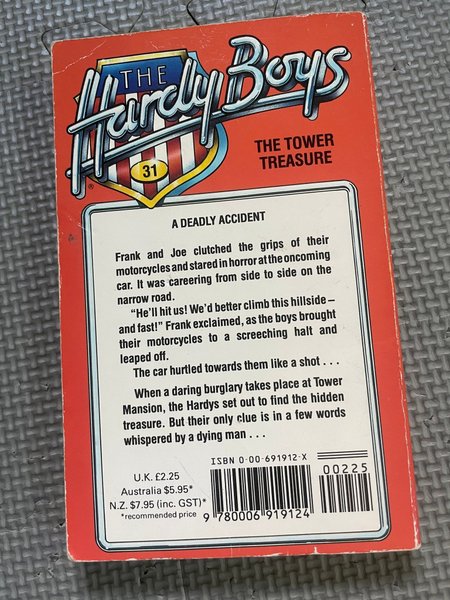 THE
Hardy Boys
®
31
THE TOWER
TREASURE
A DEADLY ACCIDENT
Frank and Joe clutched the grips of their
motorcycles and stared in horror at the oncoming
car. It was careering from side to side on the
narrow road.
"He'll hit us! We'd better climb this hillside –
and fast!" Frank exclaimed, as the boys brought
their motorcycles to a screeching halt and
leaped off.
The car hurtled towards them like a shot . . .
When a daring burglary takes place at Tower
Mansion, the Hardys set out to find the hidden
treasure. But their only clue is in a few words
whispered by a dying man . . .
U.K. £2.25
Australia $5.95*
N.Z. $7.95 (inc. GST)*
*recommended price
ISBN 0-00-691912-X
00225
9 780006 919124